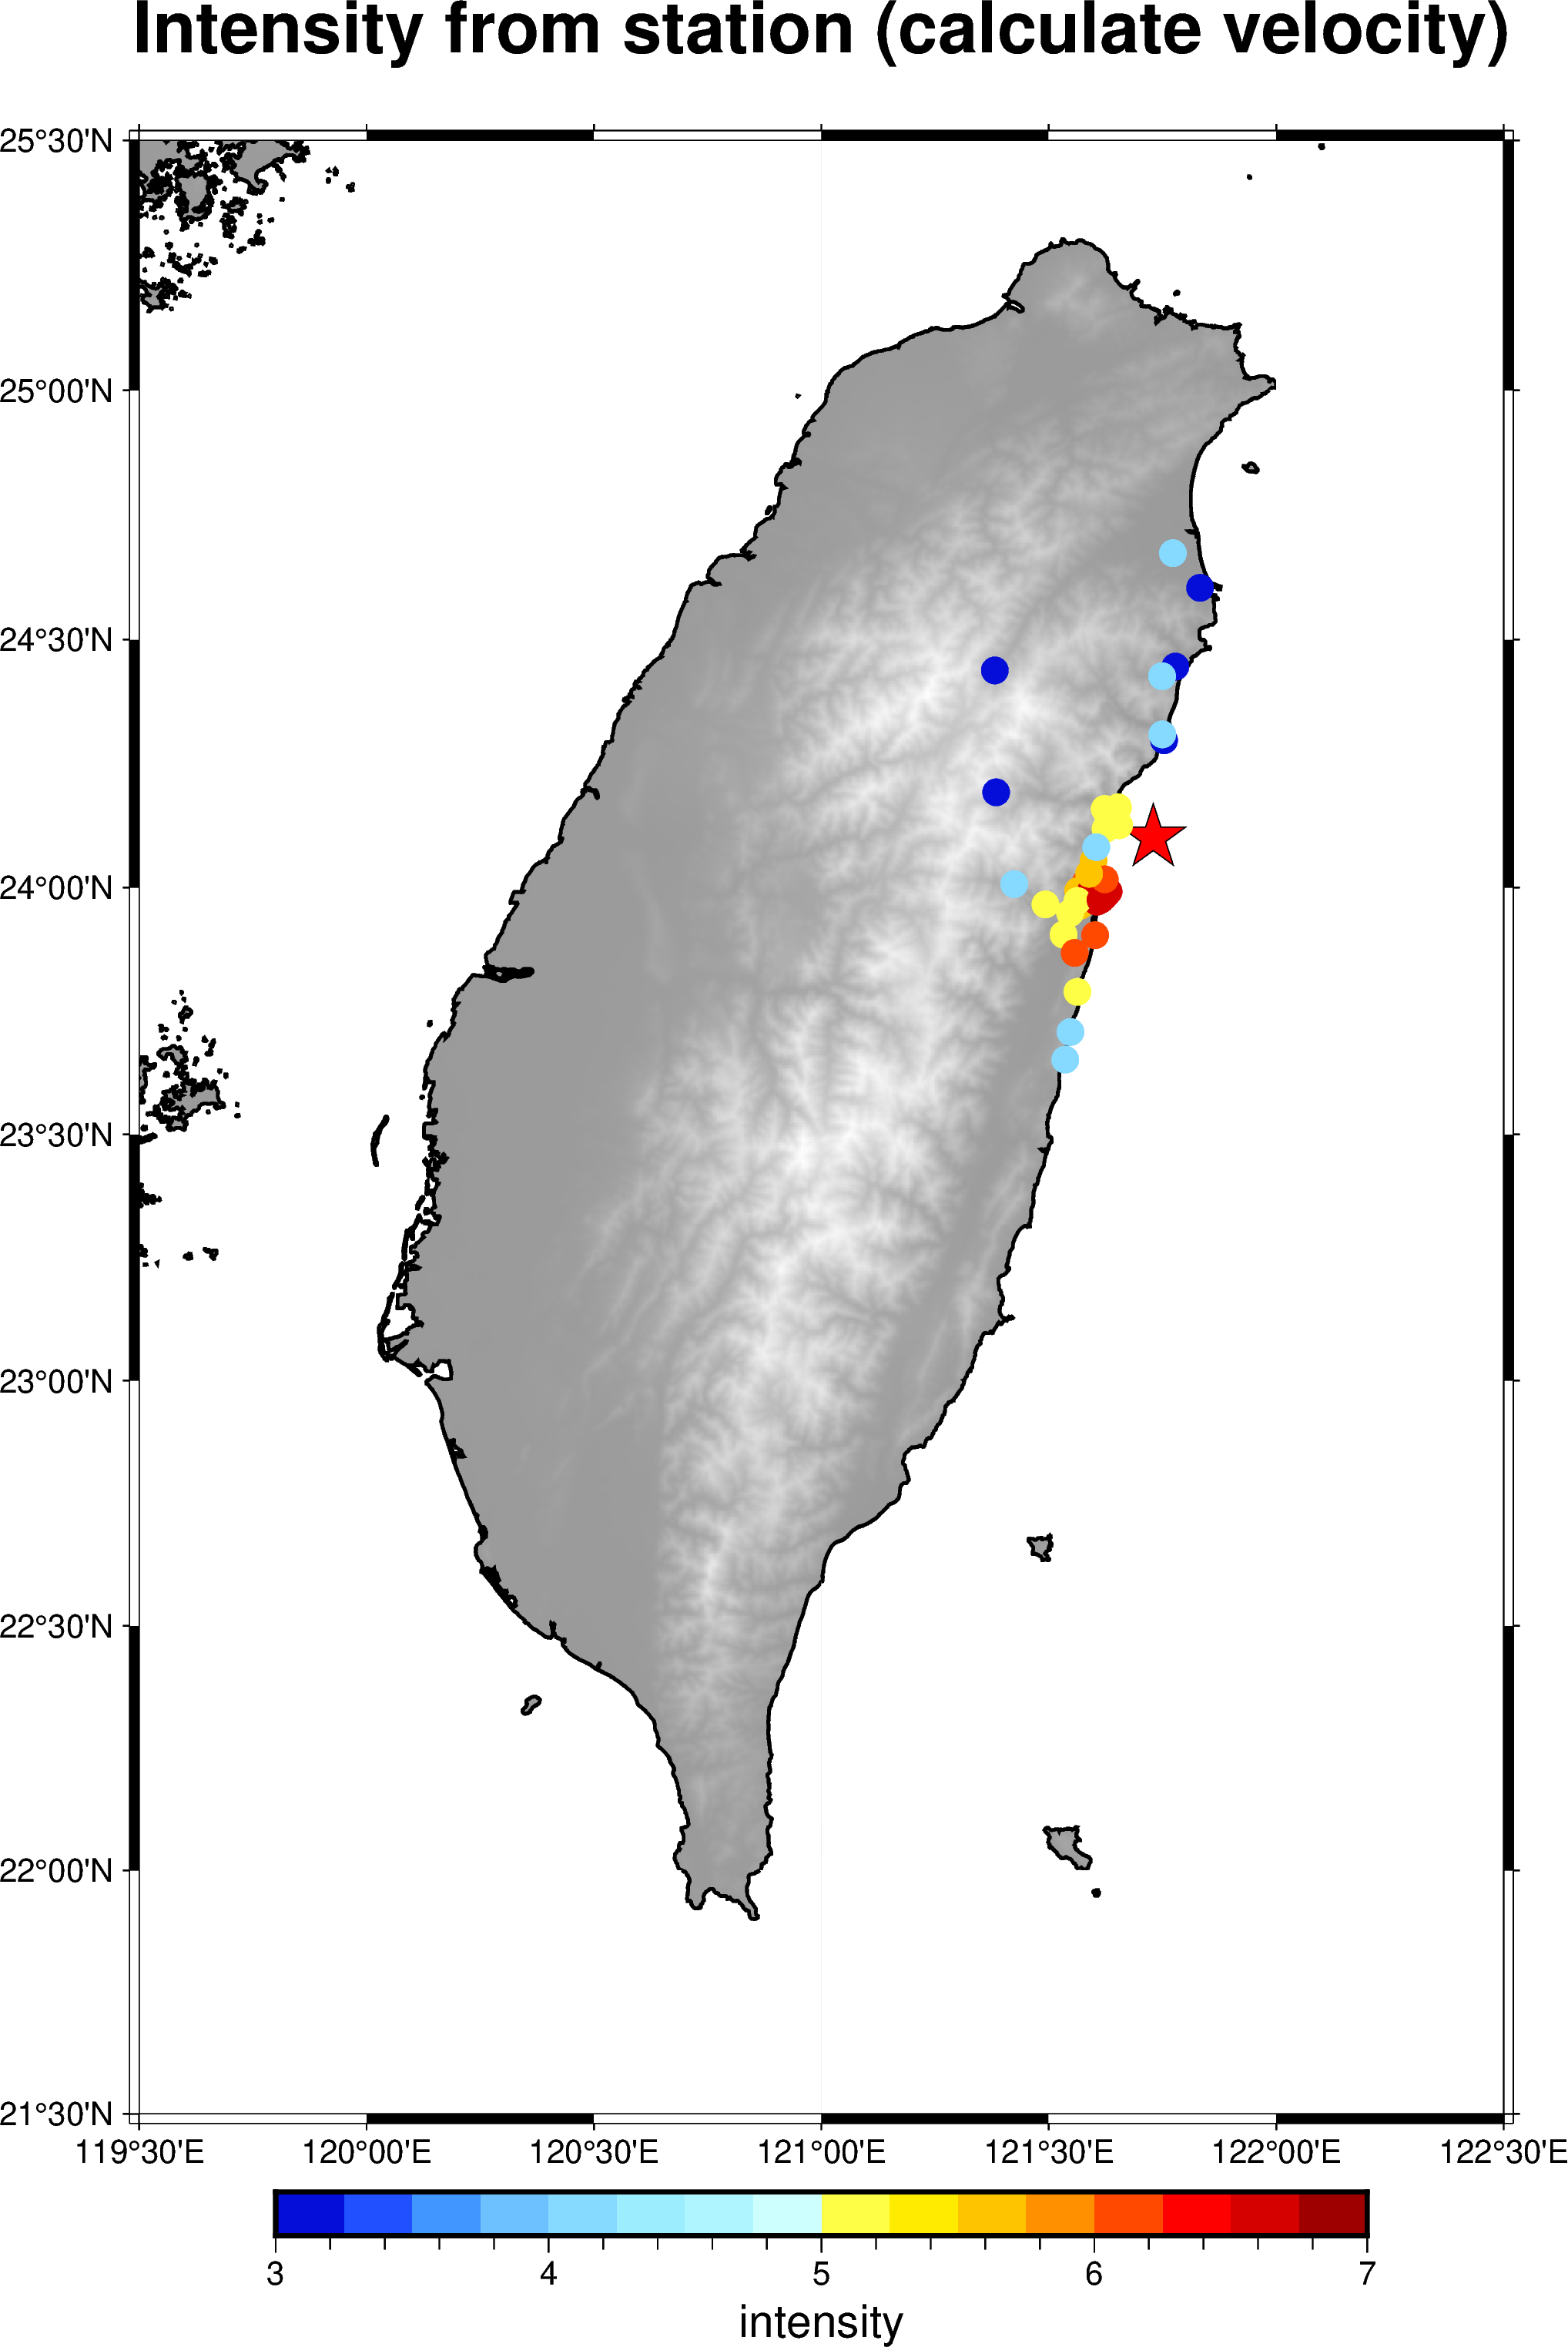 Intensity from station (calculate velocity)
25°30'N
25°00'N
24°30'N
24°00'N
23°30'N
23°00'N
22°30'N
22°00'N
21°30'N
119°30'E 120°00'E 120°30'E 121°00'E 121°30'E 122°00'E 122°30'E
3 4 5 6 7
intensity